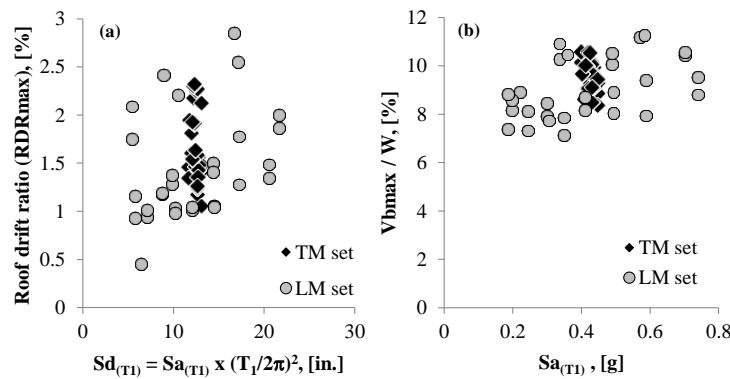 (a)
Roof drift ratio (RDRmax), [%]
3
2.5
2
1.5
1
0.5
0
0 10 20 30
TM set
LM set
Sd(T1) = Sa(T1) x (T1/2π)², [in.]
(b)
Vbmax / W, [%]
12
10
8
6
4
2
0
0 0.2 0.4 0.6 0.8
TM set
LM set
Sa(T1) , [g]